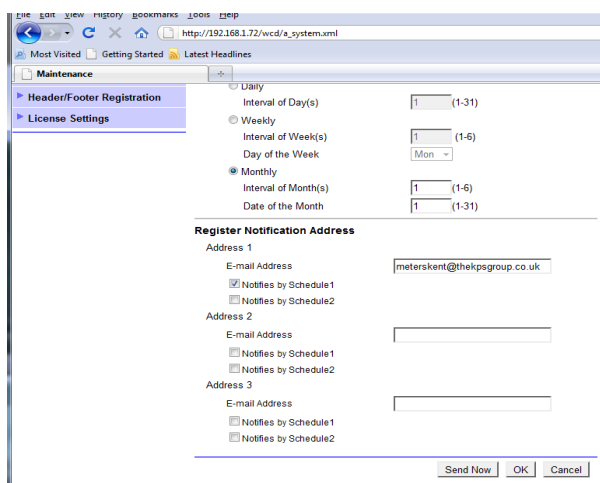 File Edit View History Bookmarks Tools Help
http://192.168.1.72/wcd/a_system.xml
Most Visited Getting Started Latest Headlines
Maintenance
Header/Footer Registration
License Settings
Daily
Interval of Day(s) 1 (1-31)
Weekly
Interval of Week(s) 1 (1-6)
Day of the Week Mon
Monthly
Interval of Month(s) 1 (1-6)
Date of the Month 1 (1-31)
Register Notification Address
Address 1
E-mail Address meterskent@thekpsgroup.co.uk
Notifies by Schedule1
Notifies by Schedule2
Address 2
E-mail Address
Notifies by Schedule1
Notifies by Schedule2
Address 3
E-mail Address
Notifies by Schedule1
Notifies by Schedule2
Send Now OK Cancel